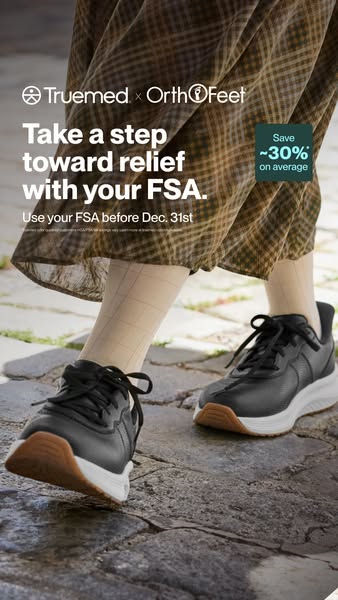 Truemed × OrthoFeet
Take a step
toward relief
with your FSA.
Save
~30%*
on average
Use your FSA before Dec. 31st